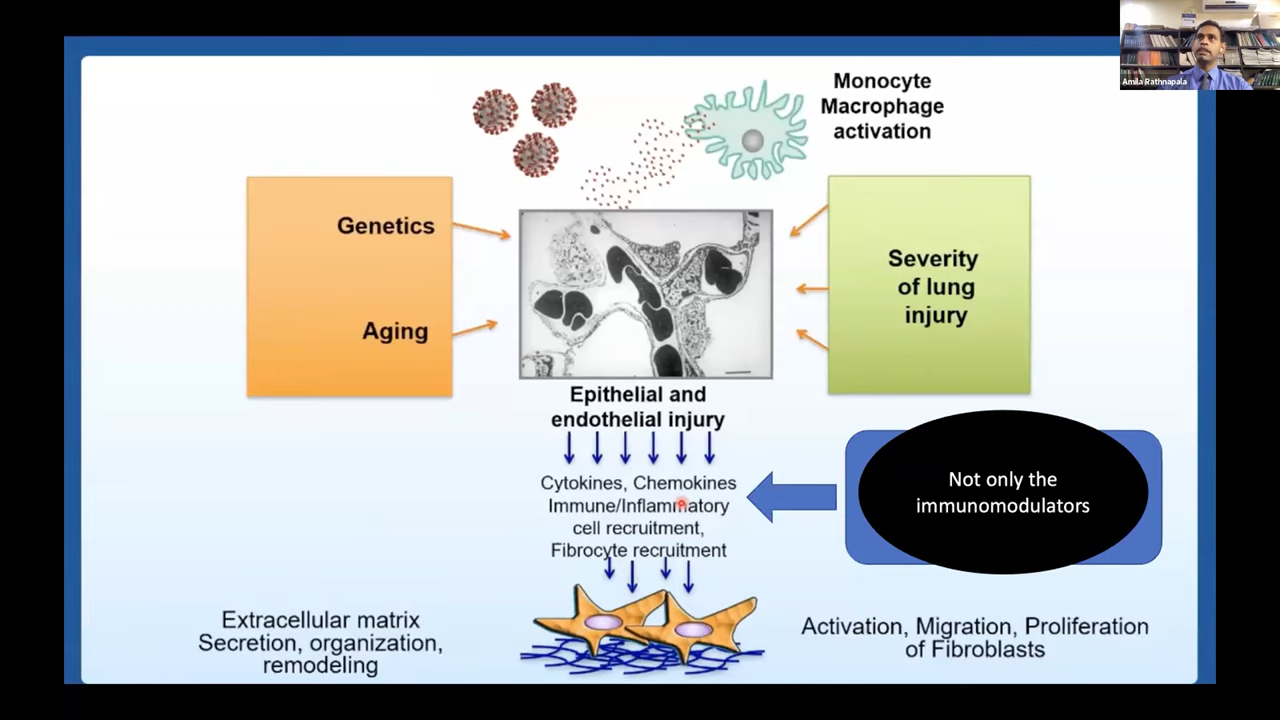 Amila Rathnapala
Monocyte
Macrophage
activation
Genetics
Aging
Severity
of lung
injury
Epithelial and
endothelial injury
Cytokines, Chemokines
Immune/Inflammatory
cell recruitment,
Fibrocyte recruitment
Not only the
immunomodulators
Extracellular matrix
Secretion, organization,
remodeling
Activation, Migration, Proliferation
of Fibroblasts